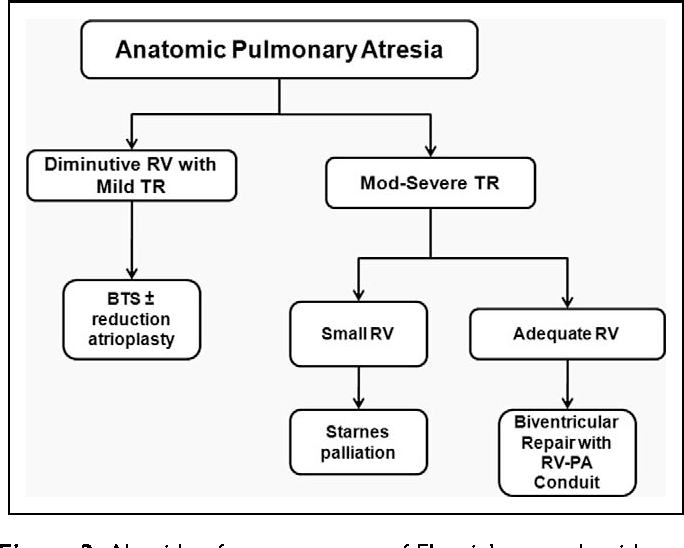 Anatomic Pulmonary Atresia
Diminutive RV with
Mild TR
Mod-Severe TR
BTS ±
reduction
atrioplasty
Small RV
Adequate RV
Starnes
palliation
Biventricular
Repair with
RV-PA
Conduit